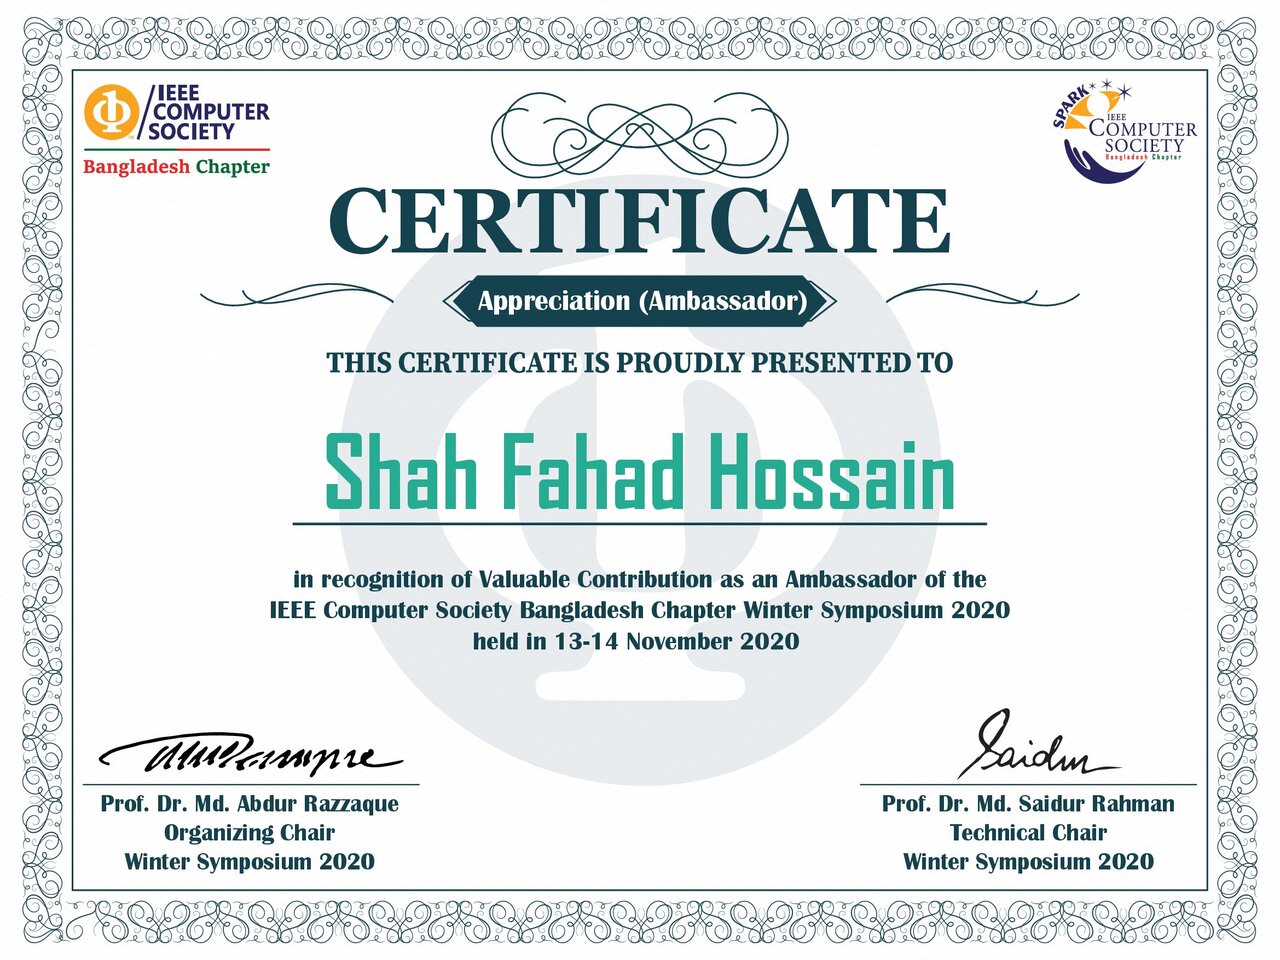 IEEE
COMPUTER
SOCIETY
Bangladesh Chapter
SPARK
IEEE
COMPUTER
SOCIETY
Bangladesh Chapter
CERTIFICATE
Appreciation (Ambassador)
THIS CERTIFICATE IS PROUDLY PRESENTED TO
Shah Fahad Hossain
in recognition of Valuable Contribution as an Ambassador of the
IEEE Computer Society Bangladesh Chapter Winter Symposium 2020
held in 13-14 November 2020
Saidur
Prof. Dr. Md. Abdur Razzaque
Organizing Chair
Winter Symposium 2020
Prof. Dr. Md. Saidur Rahman
Technical Chair
Winter Symposium 2020